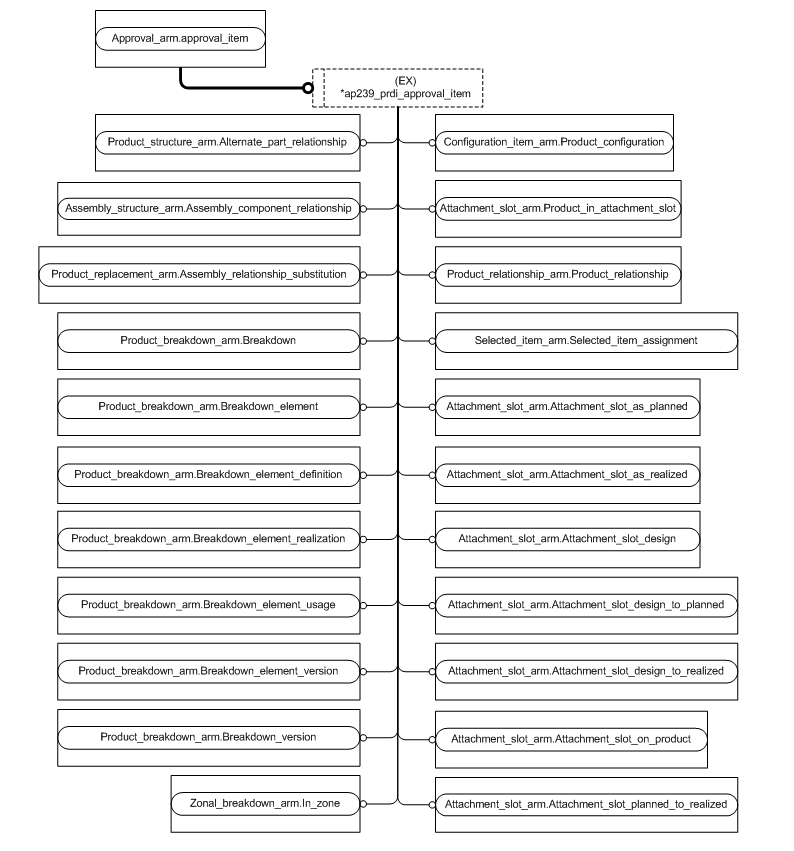 Approval_arm.approval_item
(EX)
*ap239_prdi_approval_item
Product_structure_arm.Alternate_part_relationship
Configuration_item_arm.Product_configuration
Assembly_structure_arm.Assembly_component_relationship
Attachment_slot_arm.Product_in_attachment_slot
Product_replacement_arm.Assembly_relationship_substitution
Product_relationship_arm.Product_relationship
Product_breakdown_arm.Breakdown
Selected_item_arm.Selected_item_assignment
Product_breakdown_arm.Breakdown_element
Attachment_slot_arm.Attachment_slot_as_planned
Product_breakdown_arm.Breakdown_element_definition
Attachment_slot_arm.Attachment_slot_as_realized
Product_breakdown_arm.Breakdown_element_realization
Attachment_slot_arm.Attachment_slot_design
Product_breakdown_arm.Breakdown_element_usage
Attachment_slot_arm.Attachment_slot_design_to_planned
Product_breakdown_arm.Breakdown_element_version
Attachment_slot_arm.Attachment_slot_design_to_realized
Product_breakdown_arm.Breakdown_version
Attachment_slot_arm.Attachment_slot_on_product
Zonal_breakdown_arm.In_zone
Attachment_slot_arm.Attachment_slot_planned_to_realized